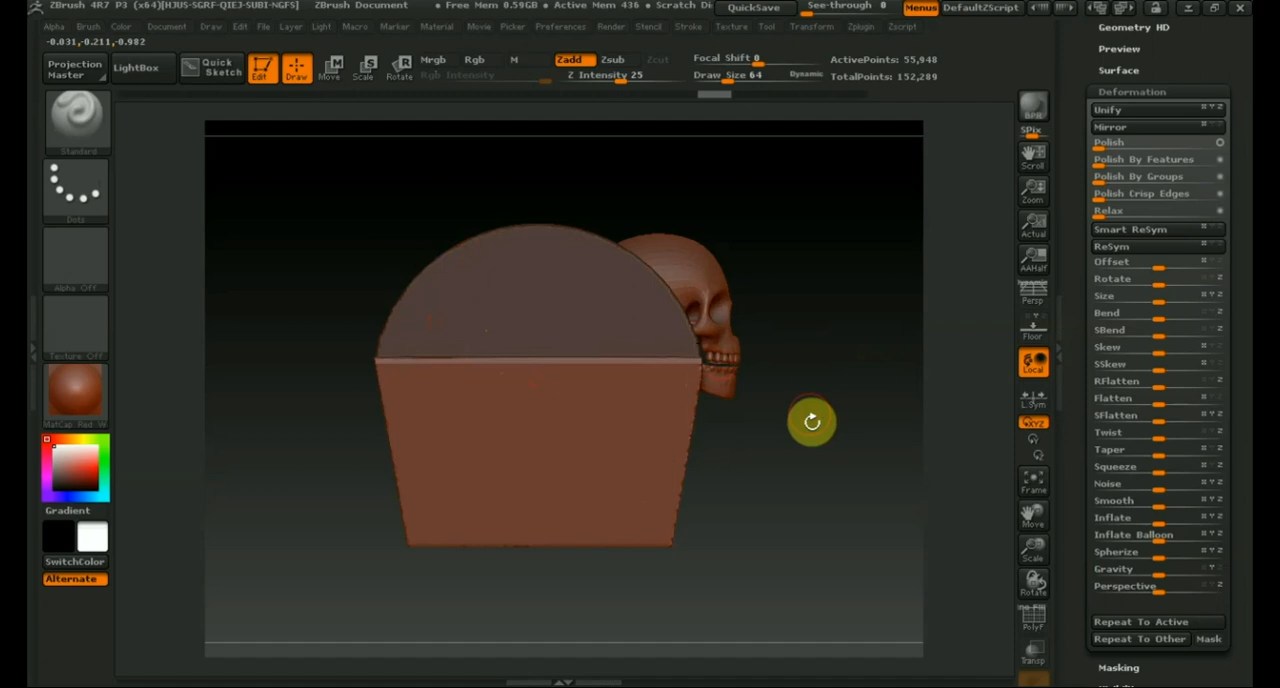 ZBrush 4R7 P3 (x64)[HJUS-SGRF-QIEJ-SUBI-NGFS] ZBrush Document • Free Mem 0.59GB • Active Mem 436 • Scratch Di QuickSave See-through 0 Menus DefaultZScript
Alpha Brush Color Document Draw Edit File Layer Light Macro Marker Material Movie Picker Preferences Render Stencil Stroke Texture Tool Transform Zplugin Zscript
-0.031,-0.211,-0.982
Projection Master
LightBox
Quick Sketch
Edit
Draw
Move
Scale
Rotate
Mrgb Rgb M
Rgb Intensity
Zadd Zsub Zcut
Z Intensity 25
Focal Shift 0
Draw Size 64 Dynamic
ActivePoints: 55,948
TotalPoints: 152,289
Standard
Dots
Alpha Off
Texture Off
MatCap Red W
Gradient
SwitchColor
Alternate
BPR
SPix
Scroll
Zoom
Actual
AAHalf
Dynamic
Persp
Floor
Local
L.Sym
XYZ
Frame
Move
Scale
Rotate
PolyF
Transp
Geometry HD
Preview
Surface
Deformation
Unify
Mirror
Polish
Polish By Features
Polish By Groups
Polish Crisp Edges
Relax
Smart ReSym
ReSym
Offset
Rotate
Size
Bend
SBend
Skew
SSkew
RFlatten
Flatten
SFlatten
Twist
Taper
Squeeze
Noise
Smooth
Inflate
Inflate Balloon
Spherize
Gravity
Perspective
Repeat To Active
Repeat To Other Mask
Masking